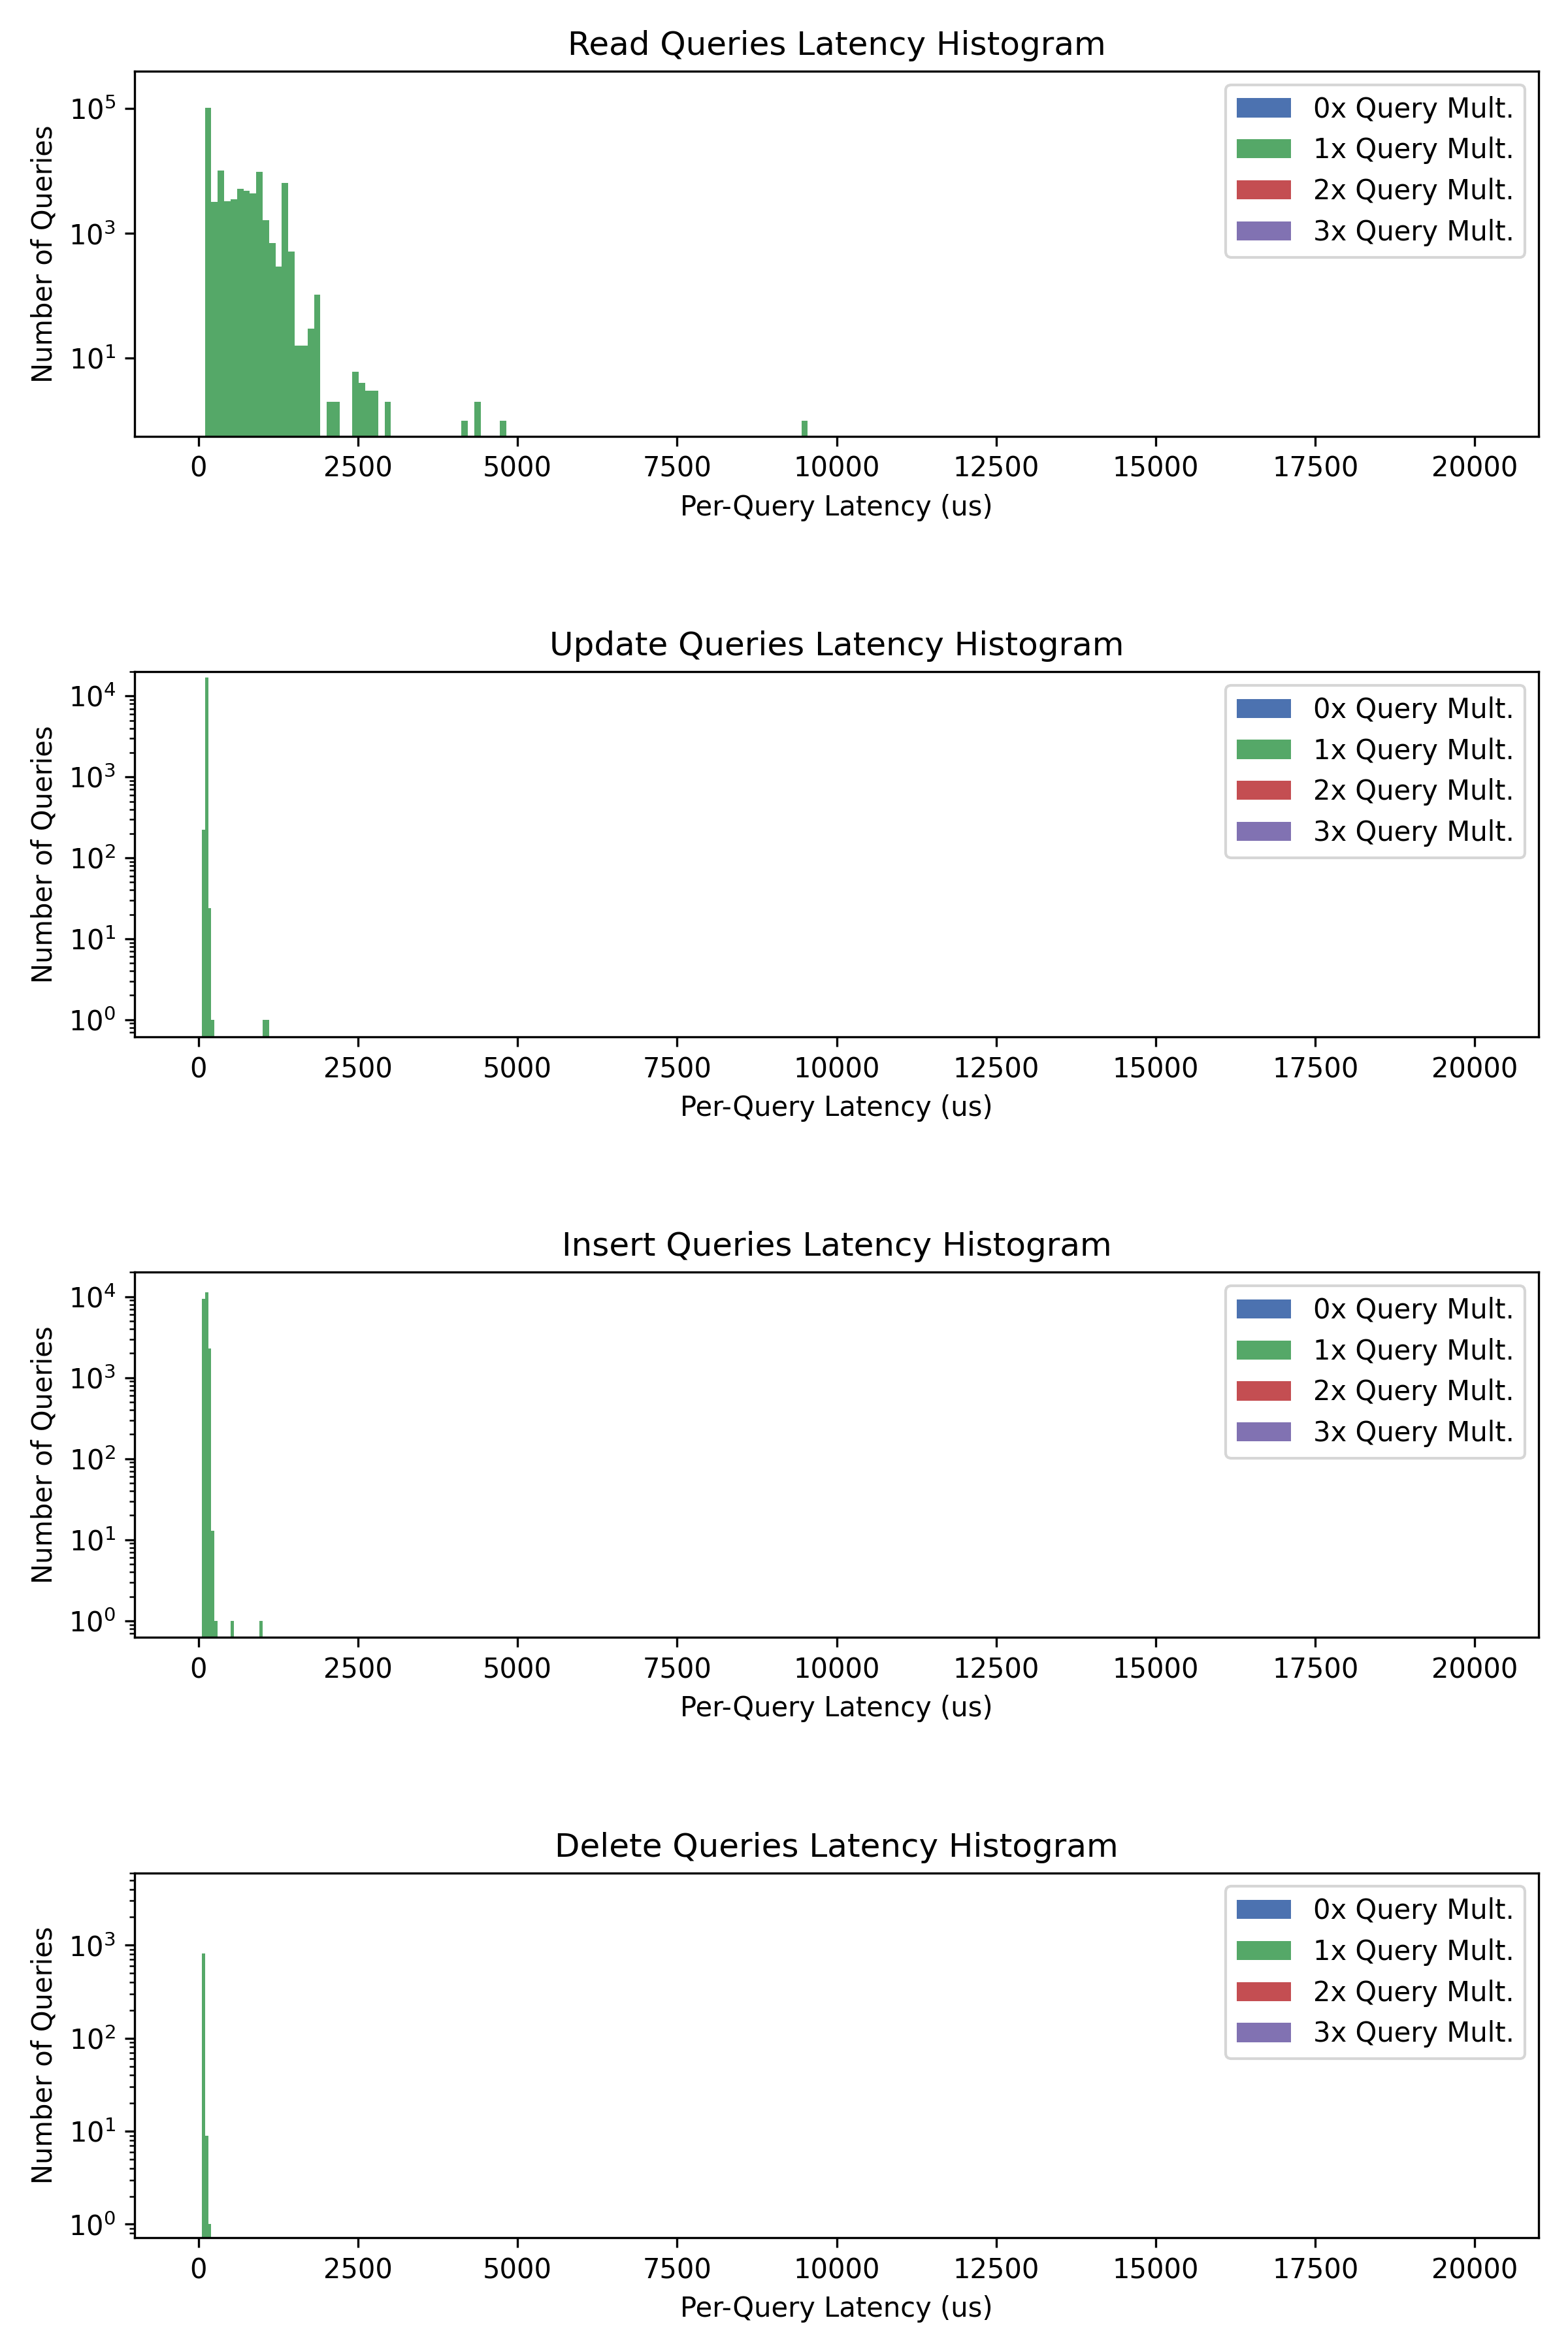 Read Queries Latency Histogram
Number of Queries
10^5
10^3
10^1
0x Query Mult.
1x Query Mult.
2x Query Mult.
3x Query Mult.
0 2500 5000 7500 10000 12500 15000 17500 20000
Per-Query Latency (us)
Update Queries Latency Histogram
Number of Queries
10^4
10^3
10^2
10^1
10^0
0x Query Mult.
1x Query Mult.
2x Query Mult.
3x Query Mult.
0 2500 5000 7500 10000 12500 15000 17500 20000
Per-Query Latency (us)
Insert Queries Latency Histogram
Number of Queries
10^4
10^3
10^2
10^1
10^0
0x Query Mult.
1x Query Mult.
2x Query Mult.
3x Query Mult.
0 2500 5000 7500 10000 12500 15000 17500 20000
Per-Query Latency (us)
Delete Queries Latency Histogram
Number of Queries
10^3
10^2
10^1
10^0
0x Query Mult.
1x Query Mult.
2x Query Mult.
3x Query Mult.
0 2500 5000 7500 10000 12500 15000 17500 20000
Per-Query Latency (us)